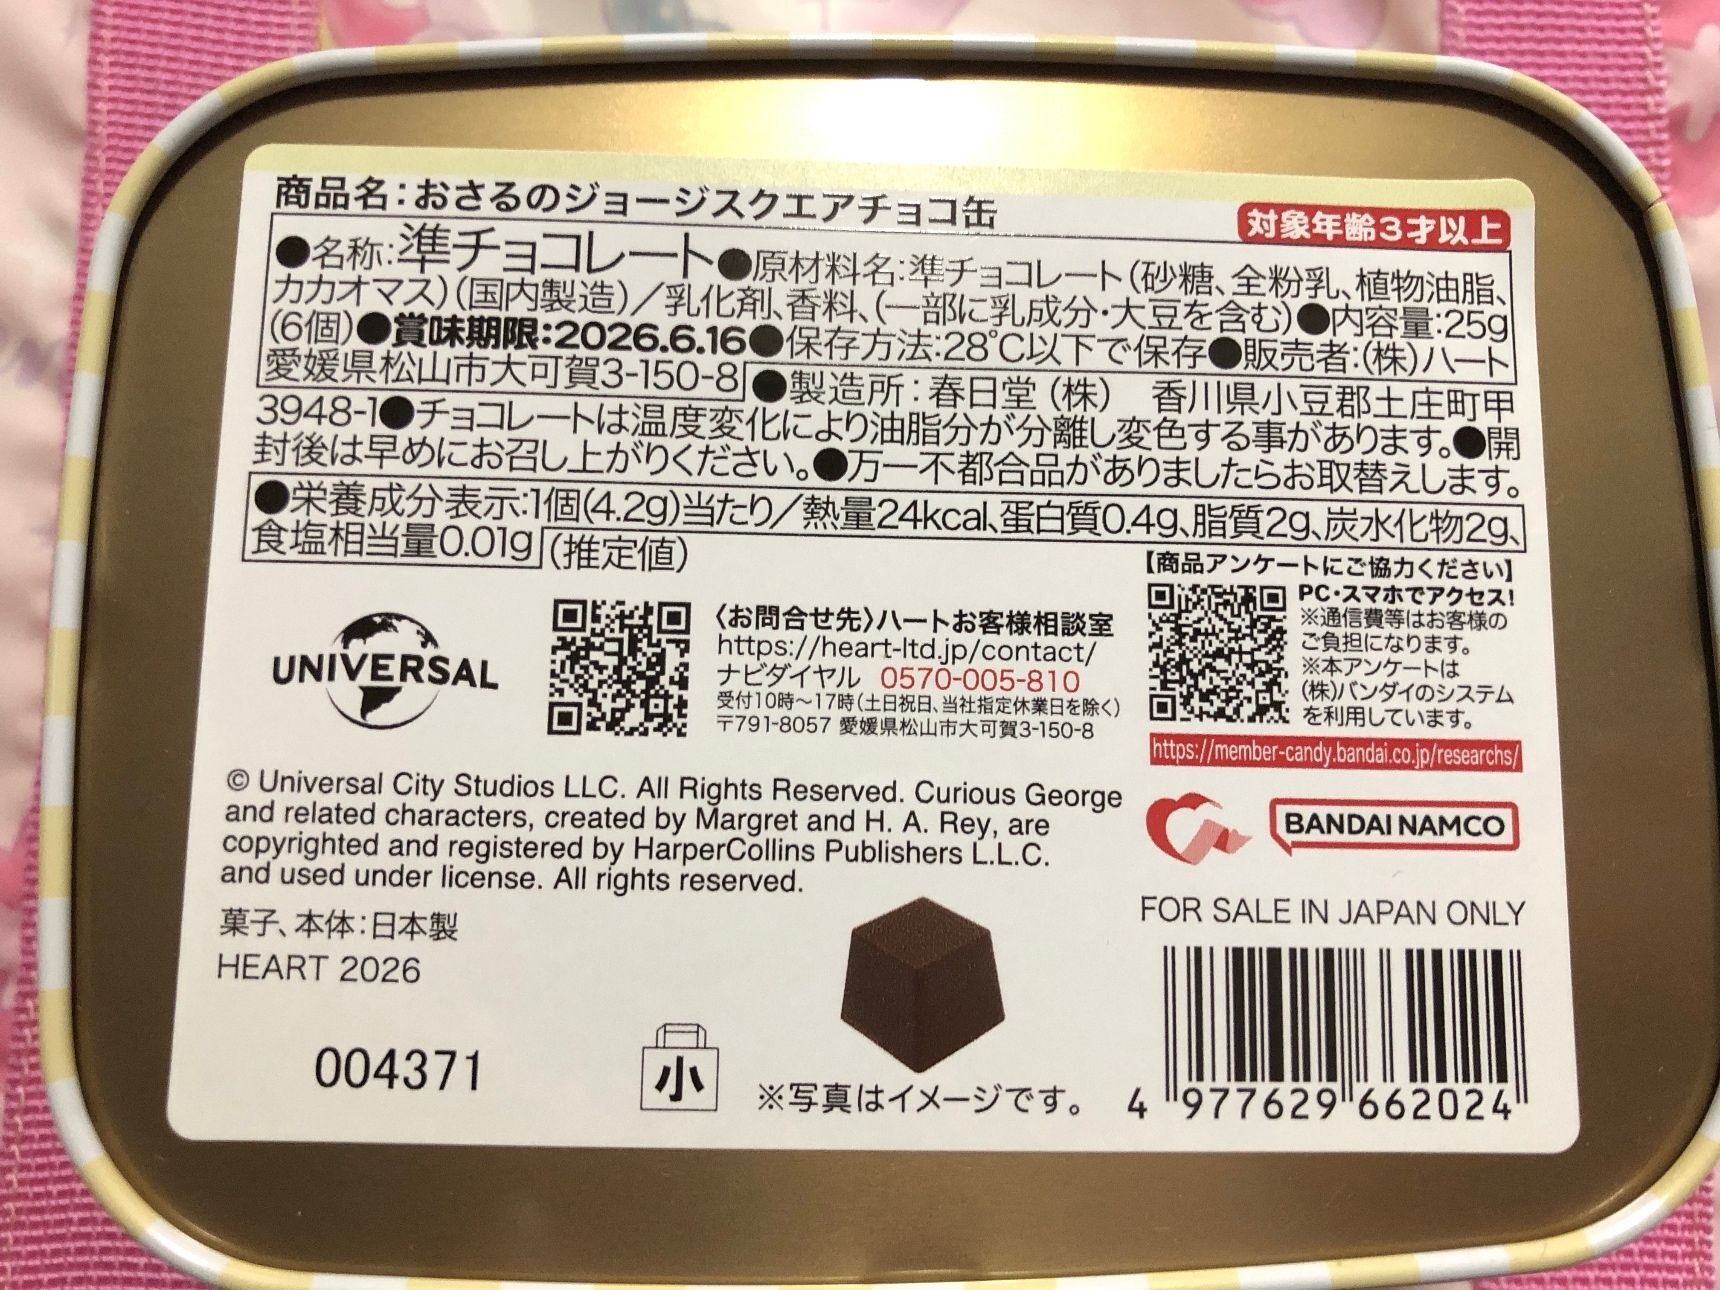 商品名:おさるのジョージスクエアチョコ缶
対象年齢3才以上
●名称:準チョコレート●原材料名:準チョコレート(砂糖、全粉乳、植物油脂、
カカオマス)(国内製造)/乳化剤、香料、(一部に乳成分・大豆を含む)●内容量:25g
(6個)●賞味期限:2026.6.16●保存方法:28℃以下で保存●販売者:(株)ハート
愛媛県松山市大可賀3-150-8●製造所:春日堂(株) 香川県小豆郡土庄町甲
3948-1●チョコレートは温度変化により油脂分が分離し変色する事があります。●開
封後は早めにお召し上がりください。●万一不都合品がありましたらお取替えします。
●栄養成分表示:1個(4.2g)当たり/熱量24kcal、蛋白質0.4g、脂質2g、炭水化物2g、
食塩相当量0.01g(推定値)
UNIVERSAL
〈お問合せ先〉ハートお客様相談室
https://heart-ltd.jp/contact/
ナビダイヤル 0570-005-810
受付10時～17時(土日祝日、当社指定休業日を除く)
〒791-8057 愛媛県松山市大可賀3-150-8
【商品アンケートにご協力ください】
PC・スマホでアクセス!
※通信費等はお客様の
ご負担になります。
※本アンケートは
(株)バンダイのシステム
を利用しています。
https://member-candy.bandai.co.jp/researchs/
© Universal City Studios LLC. All Rights Reserved. Curious George
and related characters, created by Margret and H. A. Rey, are
copyrighted and registered by HarperCollins Publishers L.L.C.
and used under license. All rights reserved.
BANDAI NAMCO
菓子、本体:日本製
HEART 2026
FOR SALE IN JAPAN ONLY
004371
小
※写真はイメージです。
4 977629 662024